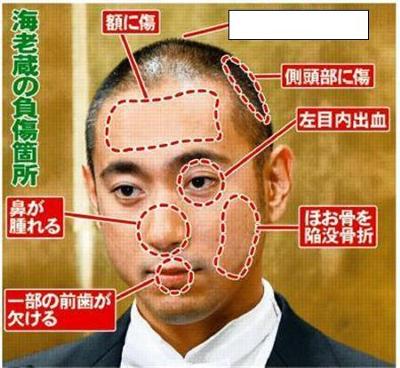 海老蔵の負傷箇所
額に傷
側頭部に傷
左目内出血
鼻が
腫れる
ほお骨を
陥没骨折
一部の前歯が
欠ける